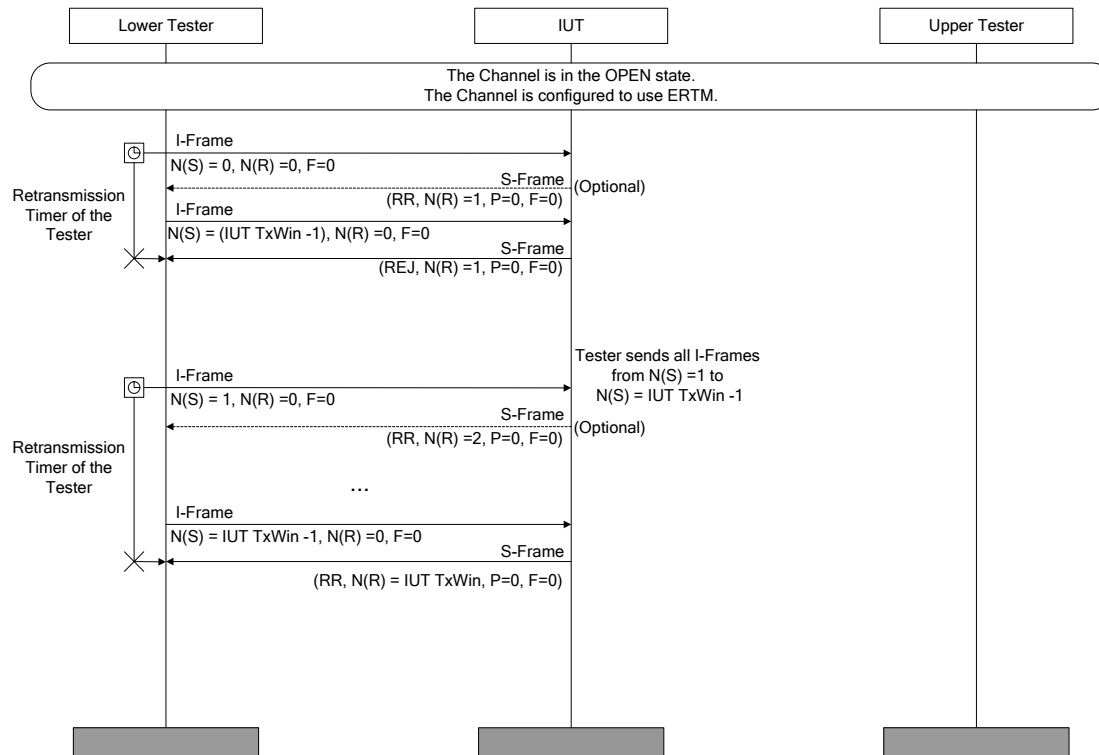 Lower Tester
IUT
Upper Tester
The Channel is in the OPEN state.
The Channel is configured to use ERTM.
I-Frame
N(S) = 0, N(R) =0, F=0
S-Frame
(Optional)
(RR, N(R) =1, P=0, F=0)
Retransmission
Timer of the
Tester
I-Frame
N(S) = (IUT TxWin -1), N(R) =0, F=0
S-Frame
(REJ, N(R) =1, P=0, F=0)
Tester sends all I-Frames
from N(S) =1 to
N(S) = IUT TxWin -1
I-Frame
N(S) = 1, N(R) =0, F=0
S-Frame
(Optional)
(RR, N(R) =2, P=0, F=0)
Retransmission
Timer of the
Tester
...
I-Frame
N(S) = IUT TxWin -1, N(R) =0, F=0
S-Frame
(RR, N(R) = IUT TxWin, P=0, F=0)